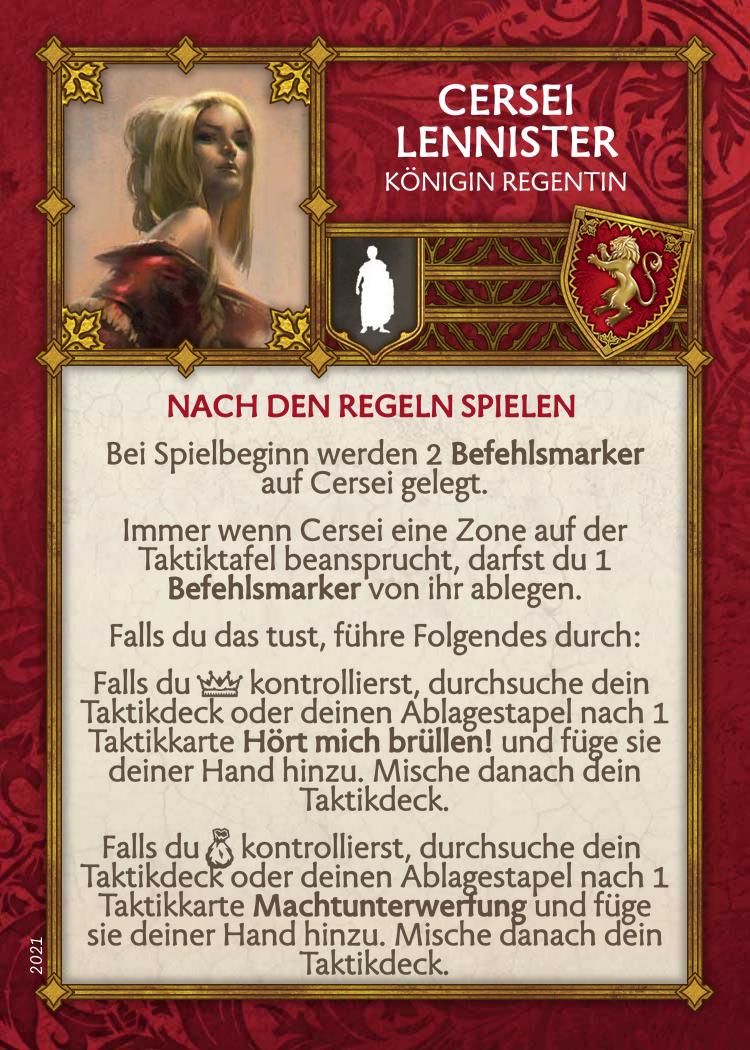 CERSEI
LENNISTER
KÖNIGIN REGENTIN
NACH DEN REGELN SPIELEN
Bei Spielbeginn werden 2 Befehlsmarker
auf Cersei gelegt.
Immer wenn Cersei eine Zone auf der
Taktiktafel beansprucht, darfst du 1
Befehlsmarker von ihr ablegen.
Falls du das tust, führe Folgendes durch:
Falls du kontrollierst, durchsuche dein
Taktikdeck oder deinen Ablagestapel nach 1
Taktikkarte Hört mich brüllen! und füge sie
deiner Hand hinzu. Mische danach dein
Taktikdeck.
Falls du kontrollierst, durchsuche dein
Taktikdeck oder deinen Ablagestapel nach 1
Taktikkarte Machtunterwerfung und füge
sie deiner Hand hinzu. Mische danach dein
Taktikdeck.
2021